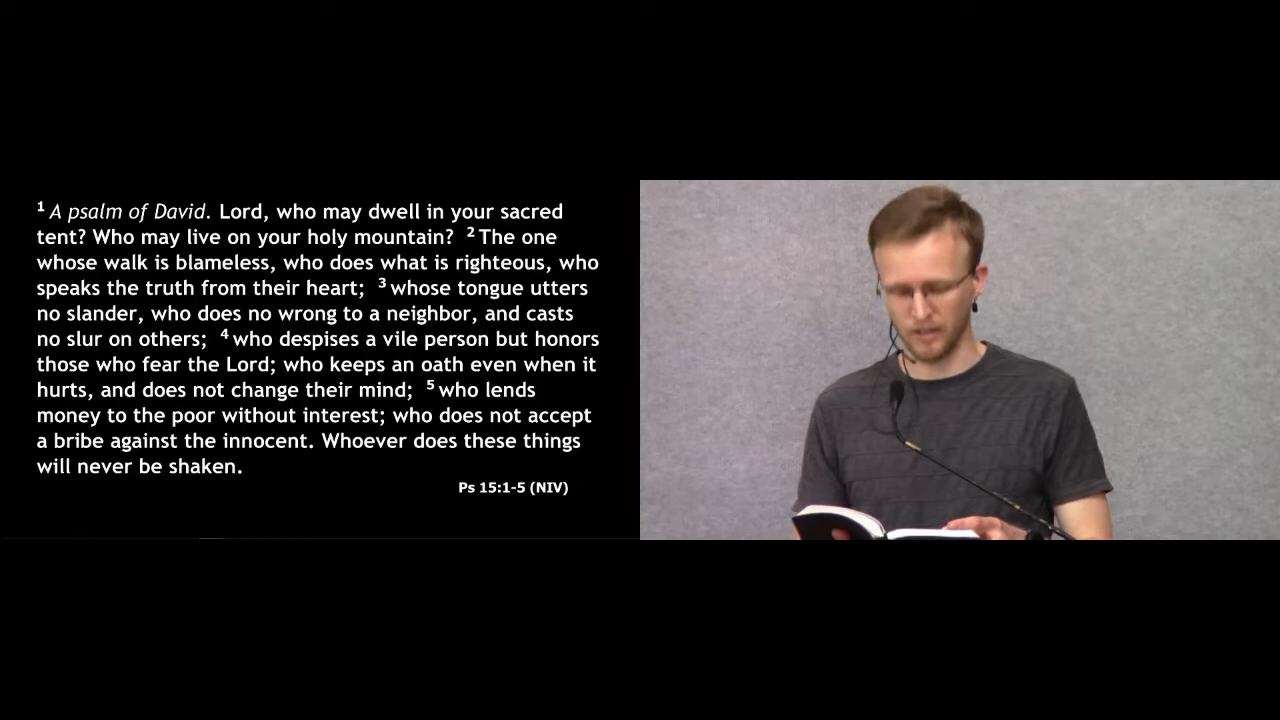 1 A psalm of David. Lord, who may dwell in your sacred
tent? Who may live on your holy mountain? 2 The one
whose walk is blameless, who does what is righteous, who
speaks the truth from their heart; 3 whose tongue utters
no slander, who does no wrong to a neighbor, and casts
no slur on others; 4 who despises a vile person but honors
those who fear the Lord; who keeps an oath even when it
hurts, and does not change their mind; 5 who lends
money to the poor without interest; who does not accept
a bribe against the innocent. Whoever does these things
will never be shaken.
Ps 15:1-5 (NIV)